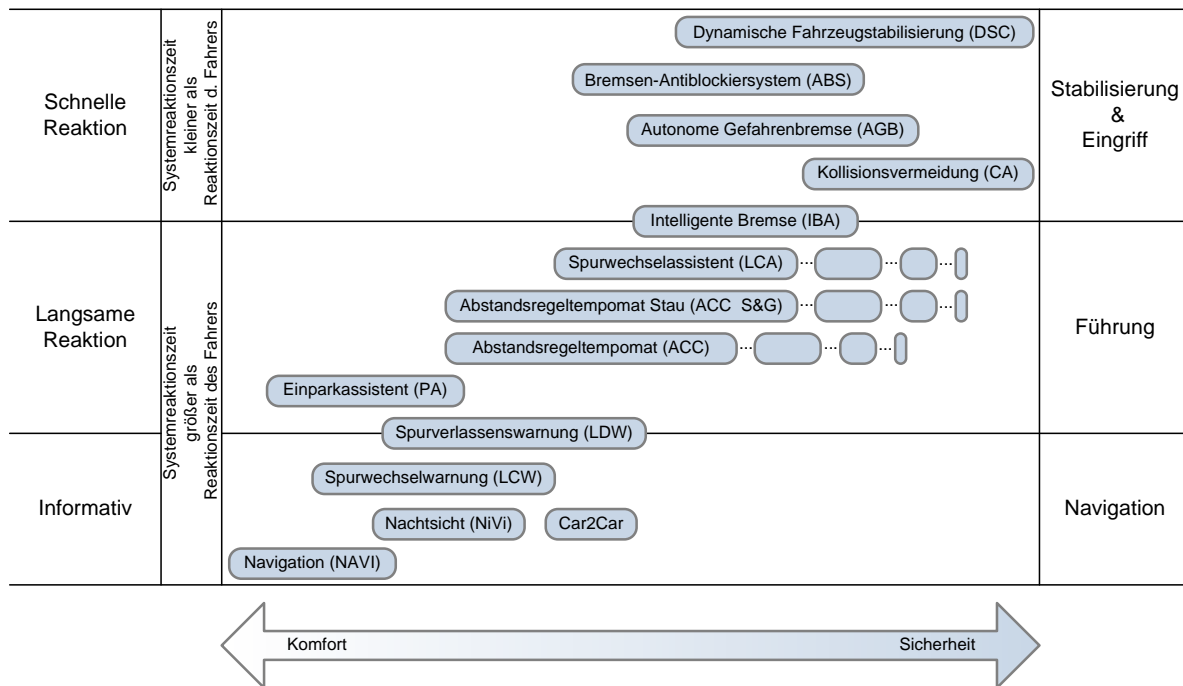 Schnelle
Reaktion
Systemreaktionszeit
kleiner als
Reaktionszeit d. Fahrers
Dynamische Fahrzeugstabilisierung (DSC)
Bremsen-Antiblockiersystem (ABS)
Autonome Gefahrenbremse (AGB)
Kollisionsvermeidung (CA)
Stabilisierung
&
Eingriff
Intelligente Bremse (IBA)
Langsame
Reaktion
Systemreaktionszeit
größer als
Reaktionszeit des Fahrers
Spurwechselassistent (LCA)
Abstandsregeltempomat Stau (ACC S&G)
Abstandsregeltempomat (ACC)
Einparkassistent (PA)
Führung
Spurverlassenswarnung (LDW)
Informativ
Spurwechselwarnung (LCW)
Nachtsicht (NiVi)
Car2Car
Navigation (NAVI)
Navigation
Komfort
Sicherheit